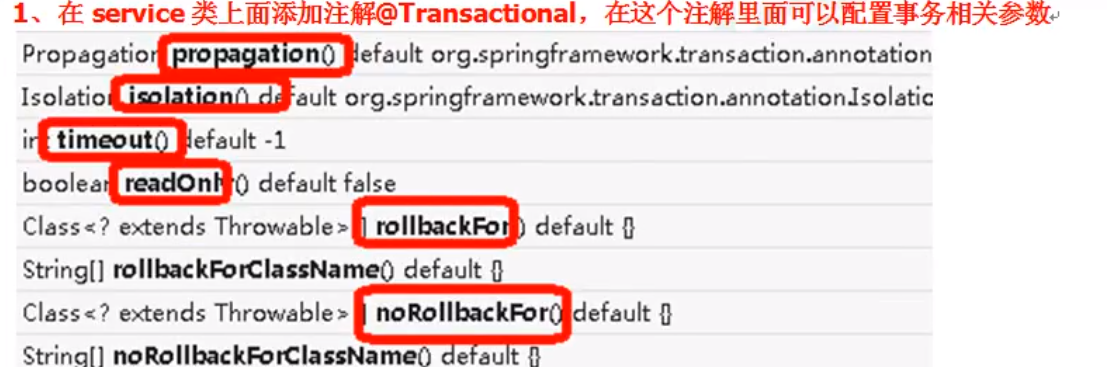 1、在 service 类上面添加注解@Transactional，在这个注解里面可以配置事务相关参数
Propagation propagation() default org.springframework.transaction.annotation
Isolation isolation() default org.springframework.transaction.annotation.Isolatic
int timeout() default -1
boolean readOnly() default false
Class<? extends Throwable>[] rollbackFor() default {}
String[] rollbackForClassName() default {}
Class<? extends Throwable>[] noRollbackFor() default {}
String[] noRollbackForClassName() default {}